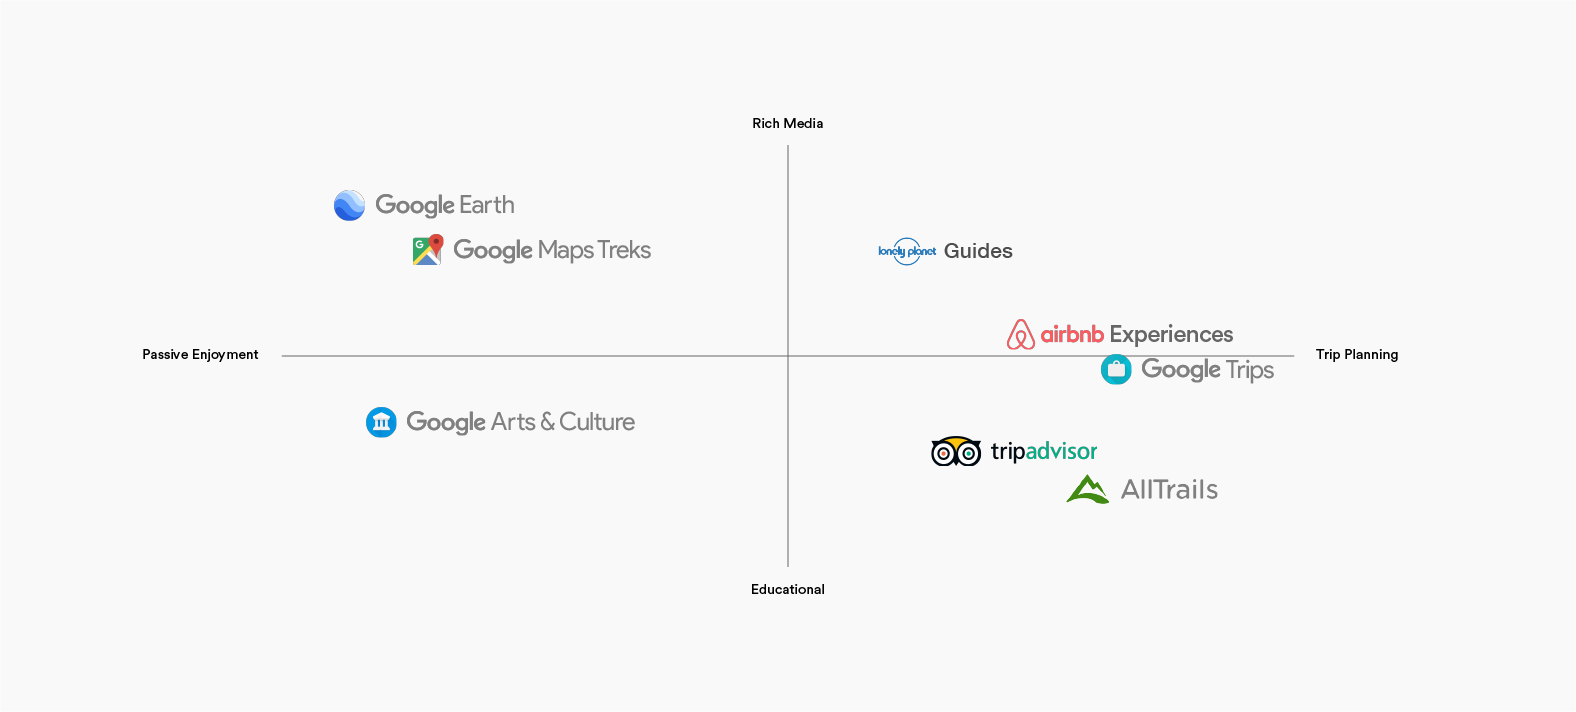 Rich Media
Google Earth
G
Google Maps Treks
lonely planet Guides
airbnb Experiences
Passive Enjoyment
Trip Planning
Google Trips
Google Arts & Culture
tripadvisor
AllTrails
Educational